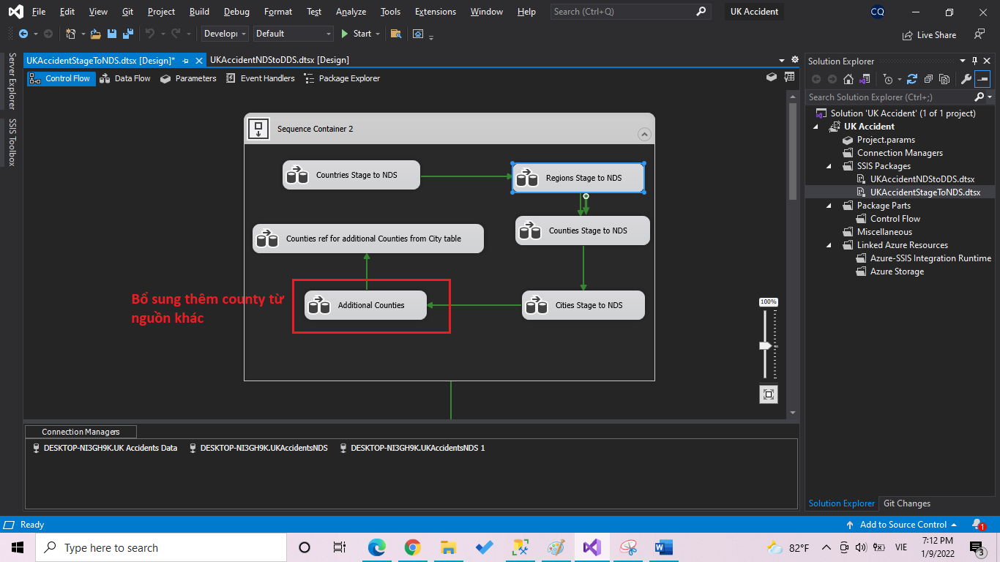 File Edit View Git Project Build Debug Format Test Analyze Tools Extensions Window Help Search (Ctrl+Q) UK Accident CQ
Develop Default Start Live Share
Server Explorer
SSIS Toolbox
UKAccidentStageToNDS.dtsx [Design]* UKAccidentNDStoDDS.dtsx [Design]
Control Flow Data Flow Parameters Event Handlers Package Explorer
Sequence Container 2
Countries Stage to NDS
Regions Stage to NDS
Counties Stage to NDS
Counties ref for additional Counties from City table
Additional Counties
Cities Stage to NDS
Bổ sung thêm county từ
nguồn khác
100%
Connection Managers
DESKTOP-NI3GH9K.UK Accidents Data DESKTOP-NI3GH9K.UKAccidentsNDS DESKTOP-NI3GH9K.UKAccidentsNDS 1
Solution Explorer
Search Solution Explorer (Ctrl+;)
Solution 'UK Accident' (1 of 1 project)
UK Accident
Project.params
Connection Managers
SSIS Packages
UKAccidentNDStoDDS.dtsx
UKAccidentStageToNDS.dtsx
Package Parts
Control Flow
Miscellaneous
Linked Azure Resources
Azure-SSIS Integration Runtime
Azure Storage
Solution Explorer Git Changes
Ready Add to Source Control 1
Type here to search 82°F VIE 7:12 PM
1/9/2022 3